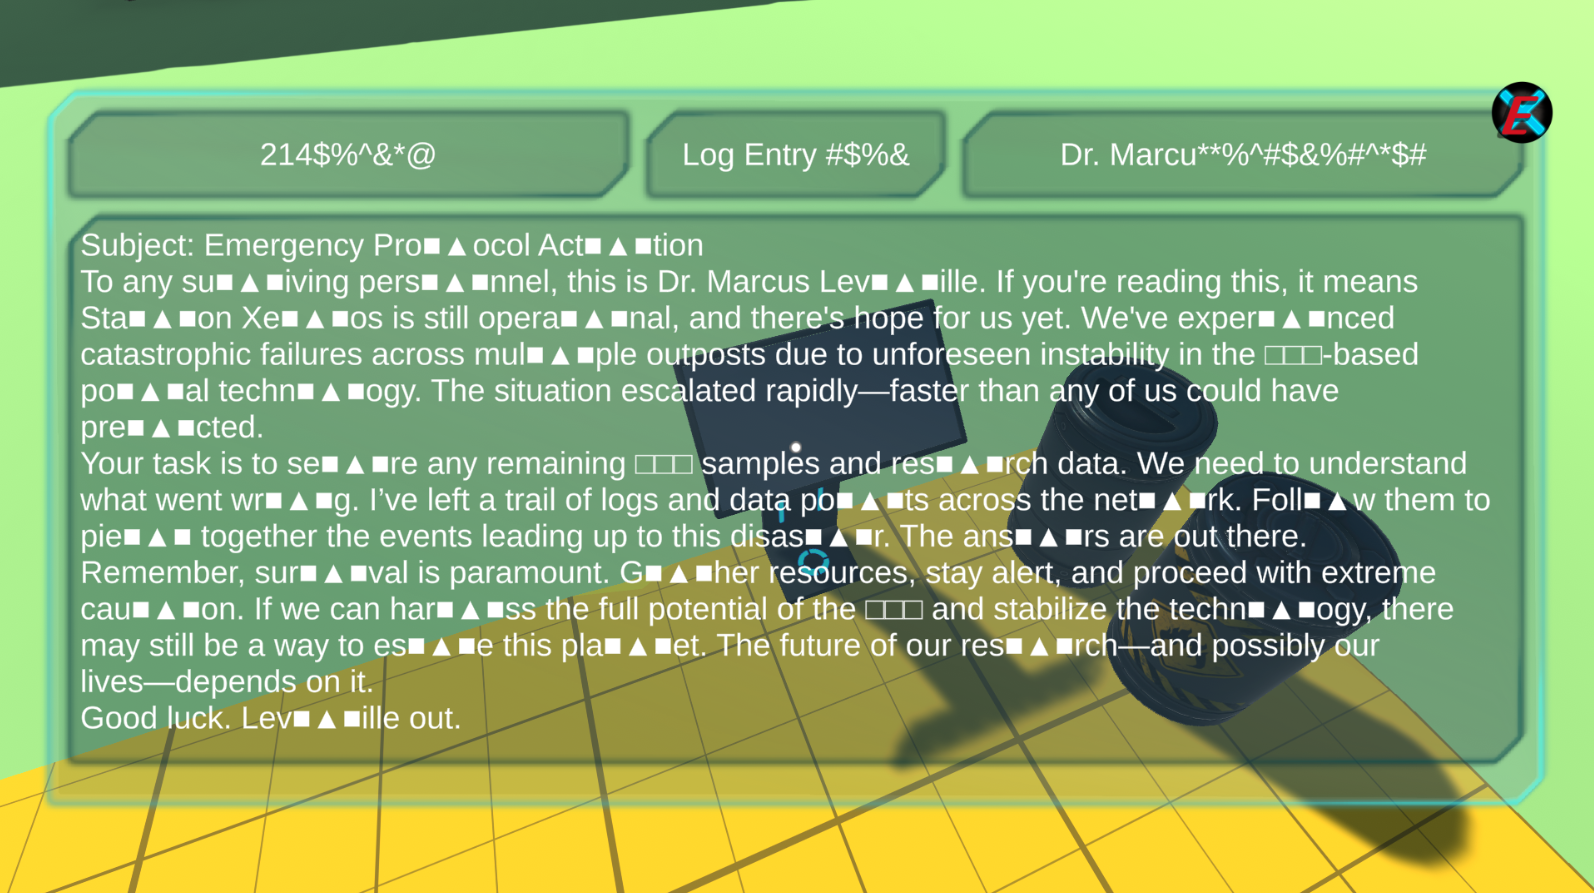 214$%^&*@
Log Entry #$%&
Dr. Marcu**%^#$&%#^*$#
E
Subject: Emergency Pro■▲ocol Act■▲■tion
To any su■▲■iving pers■▲■nnel, this is Dr. Marcus Lev■▲■ille. If you're reading this, it means
Sta■▲■on Xe■▲■os is still opera■▲■nal, and there's hope for us yet. We've exper■▲■nced
catastrophic failures across mul■▲■ple outposts due to unforeseen instability in the □□□-based
po■▲■al techn■▲■ogy. The situation escalated rapidly—faster than any of us could have
pre■▲■cted.
Your task is to se■▲■re any remaining □□□ samples and res■▲■rch data. We need to understand
what went wr■▲■g. I’ve left a trail of logs and data po■▲■ts across the net■▲■rk. Foll■▲w them to
pie■▲■ together the events leading up to this disas■▲■r. The ans■▲■rs are out there.
Remember, sur■▲■val is paramount. G■▲■her resources, stay alert, and proceed with extreme
cau■▲■on. If we can har■▲■ss the full potential of the □□□ and stabilize the techn■▲■ogy, there
may still be a way to es■▲■e this pla■▲■et. The future of our res■▲■rch—and possibly our
lives—depends on it.
Good luck. Lev■▲■ille out.